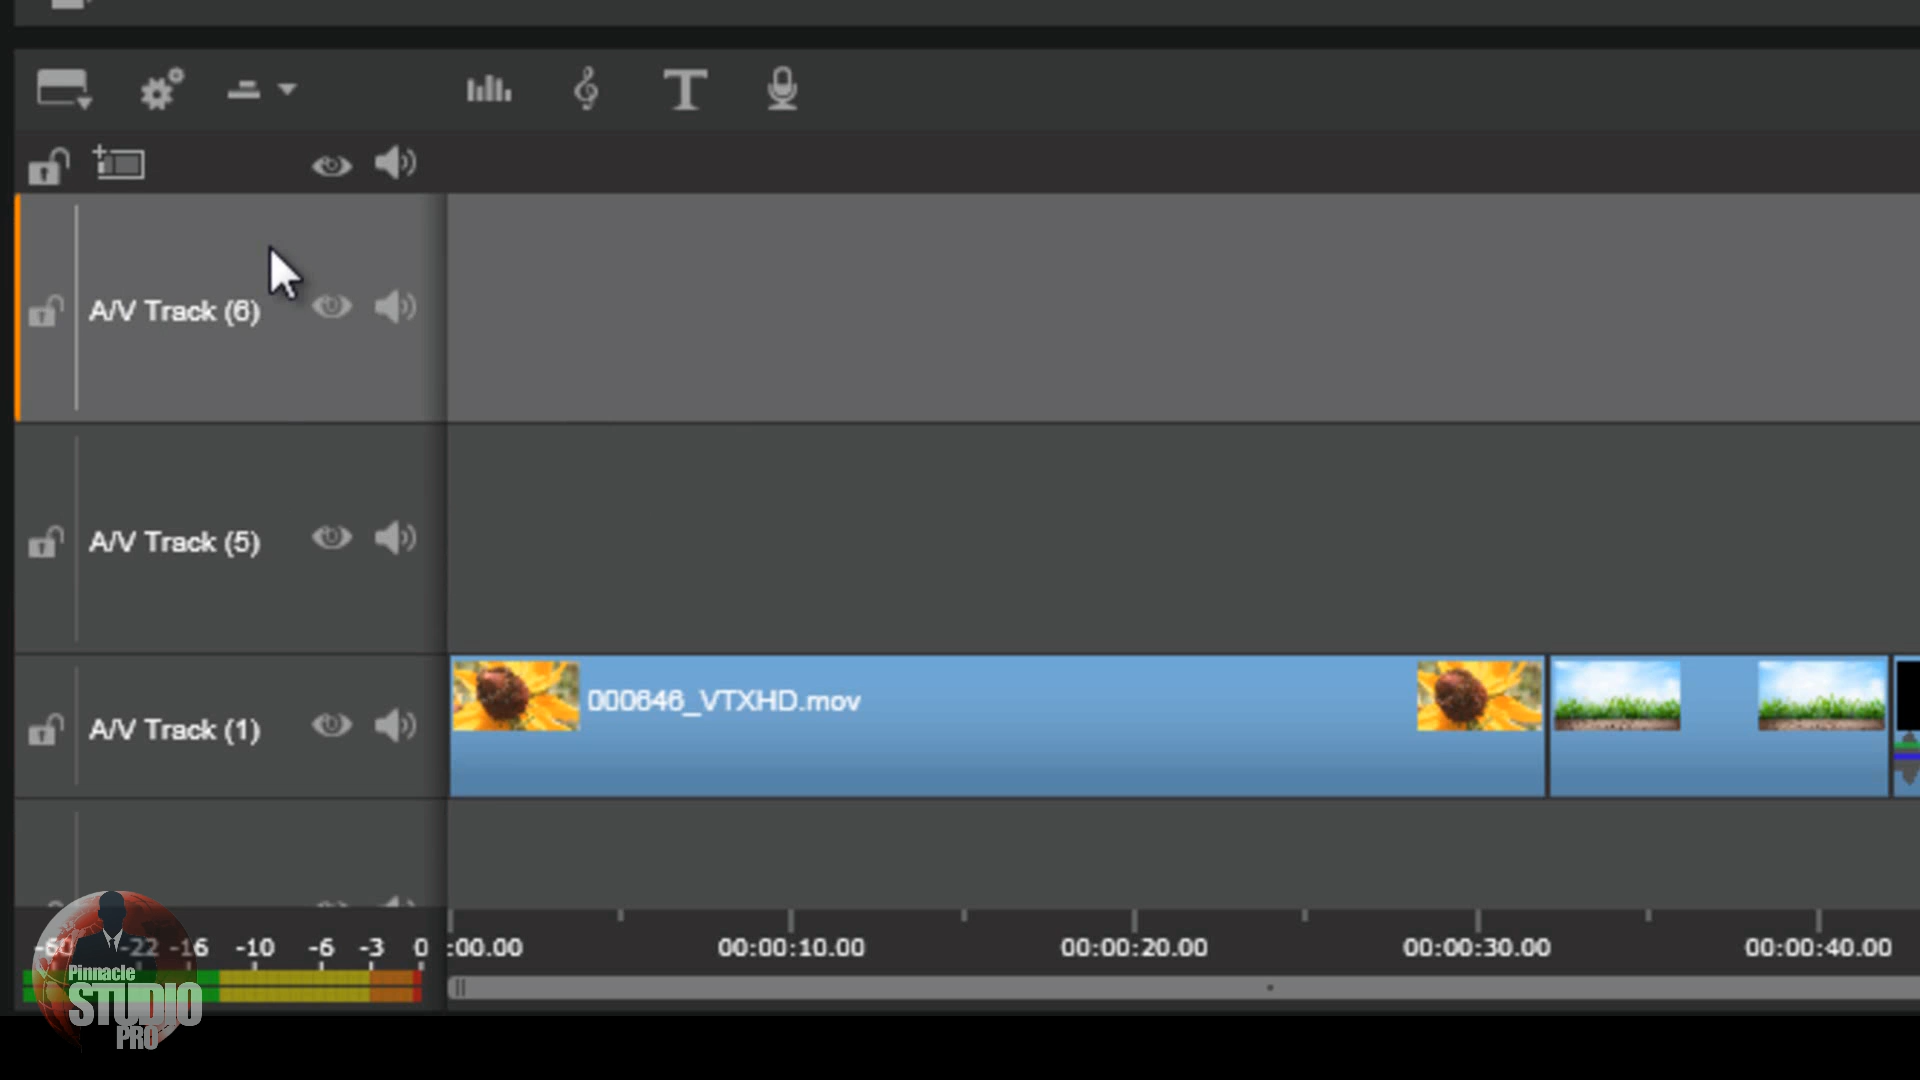 A/V Track (6)
A/V Track (5)
A/V Track (1)
000646_VTXHD.mov
-60 -22 -16 -10 -6 -3 0
:00.00 00:00:10.00 00:00:20.00 00:00:30.00 00:00:40.00
Pinnacle
STUDIO
PRO